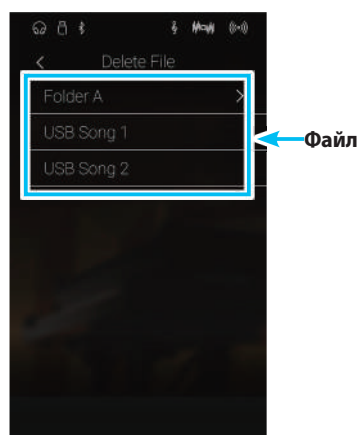 Delete File
Folder A
USB Song 1
Файл
USB Song 2